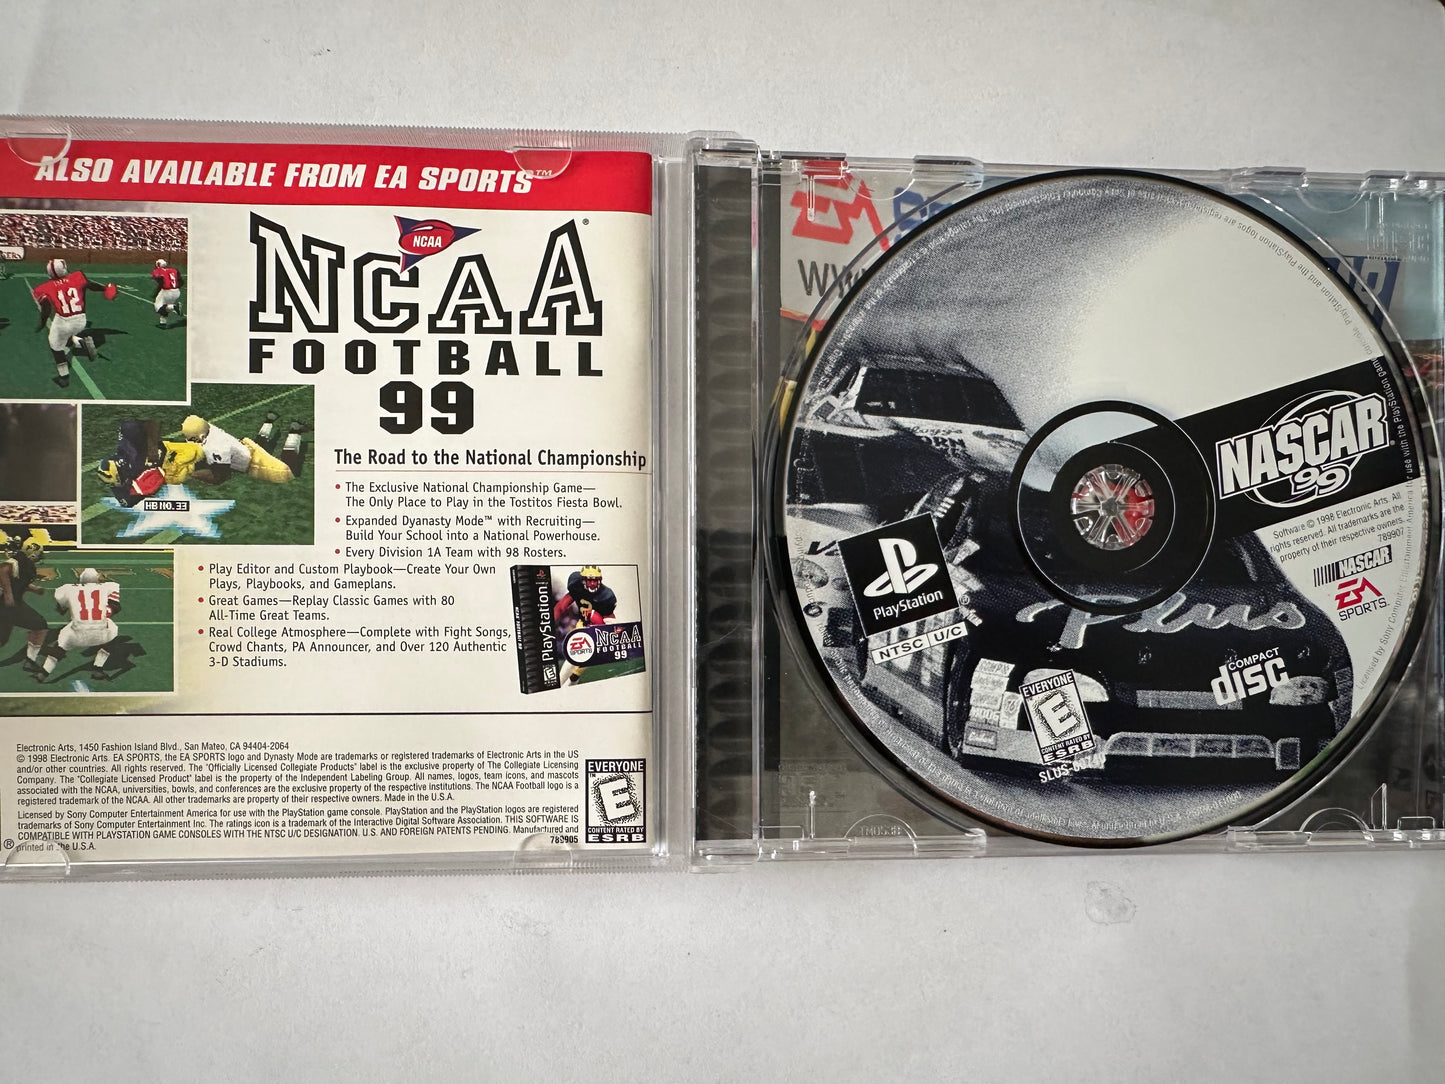 ALSO AVAILABLE FROM EA SPORTS™
NCAA
NCAA®
FOOTBALL
99
The Road to the National Championship
• The Exclusive National Championship Game—
The Only Place to Play in the Tostitos Fiesta Bowl.
• Expanded Dyanasty Mode™ with Recruiting—
Build Your School into a National Powerhouse.
• Every Division 1A Team with 98 Rosters.
• Play Editor and Custom Playbook—Create Your Own
Plays, Playbooks, and Gameplans.
• Great Games—Replay Classic Games with 80
All-Time Great Teams.
• Real College Atmosphere—Complete with Fight Songs,
Crowd Chants, PA Announcer, and Over 120 Authentic
3-D Stadiums.
12
HB NO. 33
11
PlayStation
EA
SPORTS
NCAA
FOOTBALL
99
Electronic Arts, 1450 Fashion Island Blvd., San Mateo, CA 94404-2064
© 1998 Electronic Arts. EA SPORTS, the EA SPORTS logo and Dynasty Mode are trademarks or registered trademarks of Electronic Arts in the US
and/or other countries. All rights reserved. The "Officially Licensed Collegiate Products" label is the exclusive property of The Collegiate Licensing
Company. The "Collegiate Licensed Product" label is the property of the Independent Labeling Group. All names, logos, team icons, and mascots
associated with the NCAA, universities, bowls, and conferences are the exclusive property of the respective institutions. The NCAA Football logo is a
registered trademark of the NCAA. All other trademarks are property of their respective owners. Made in the U.S.A.
Licensed by Sony Computer Entertainment America for use with the PlayStation game console. PlayStation and the PlayStation logos are registered
trademarks of Sony Computer Entertainment Inc. The ratings icon is a trademark of the Interactive Digital Software Association. THIS SOFTWARE IS
COMPATIBLE WITH PLAYSTATION GAME CONSOLES WITH THE NTSC U/C DESIGNATION. U.S. AND FOREIGN PATENTS PENDING. Manufactured and
printed in the U.S.A.
789905
EVERYONE
E
CONTENT RATED BY
ESRB
EA
NASCAR
99
Software © 1998 Electronic Arts. All
rights reserved. All trademarks are the
property of their respective owners.
789907
NASCAR
EA
SPORTS
PlayStation
NTSC U/C
Plus
COMPACT
disc
EVERYONE
E
CONTENT RATED BY
ESRB